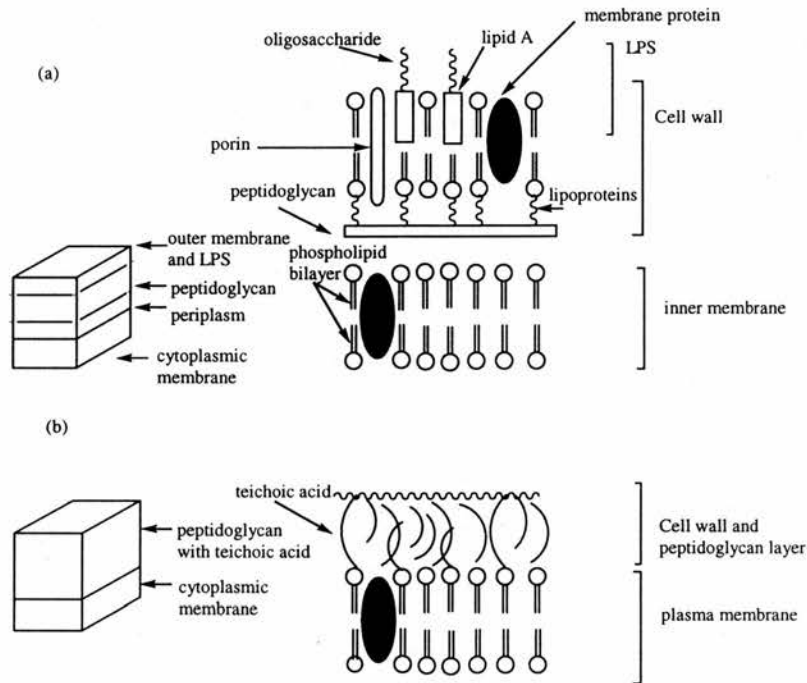 membrane protein
oligosaccharide
lipid A
LPS
(a)
Cell wall
porin
peptidoglycan
lipoproteins
outer membrane
and LPS
phospholipid
bilayer
peptidoglycan
periplasm
inner membrane
cytoplasmic
membrane
(b)
teichoic acid
peptidoglycan
with teichoic acid
Cell wall and
peptidoglycan layer
cytoplasmic
membrane
plasma membrane